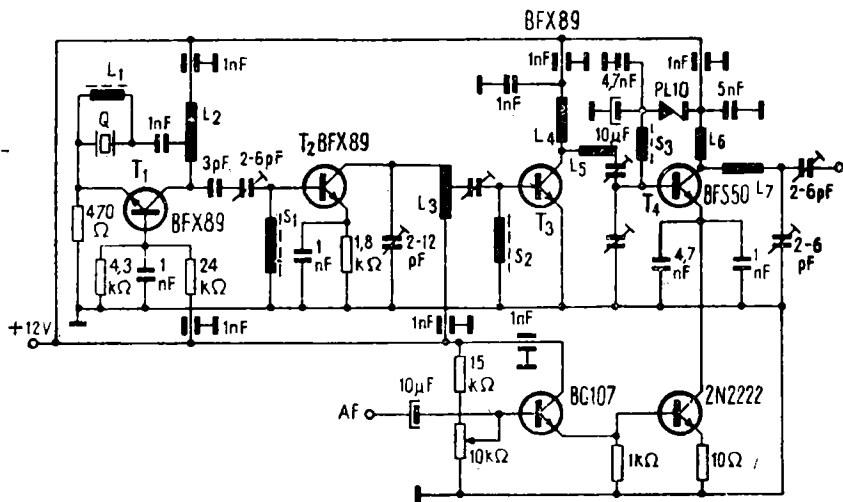 BFX89
L1
Q
1nF
1nF
L2
T1
BFX89
470 Ω
4,3 kΩ
1 nF
24 kΩ
3pF
2-6pF
T2 BFX89
S1
1 nF
1,8 kΩ
2-12 pF
L3
1nF
1nF
4,7nF
1nF
PL10
5nF
L4
10μF
L5
S3
L6
T3
S2
T4
BFS50
L7
2-6pF
4,7 nF
1 nF
2-6 pF
+12V
1nF
1nF
1nF
15 kΩ
10μF
AF
10kΩ
BC107
2N2222
1kΩ
10Ω